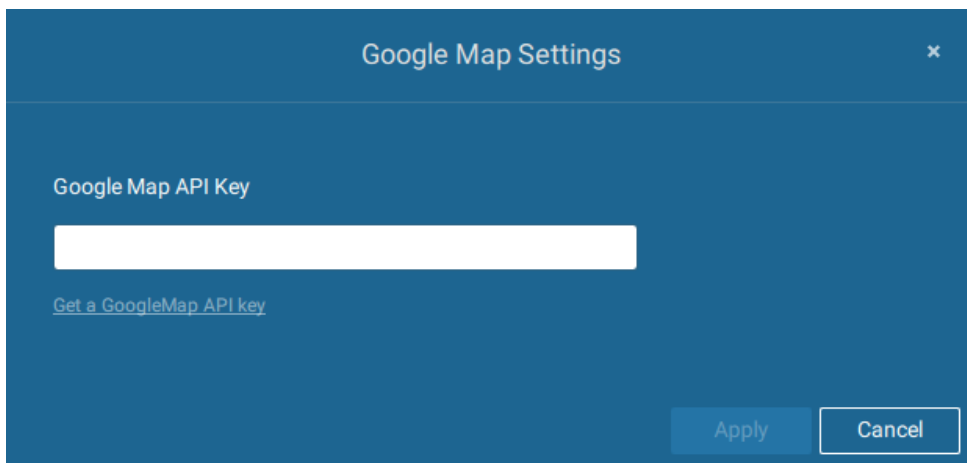 Google Map Settings ×
Google Map API Key
Get a GoogleMap API key
Apply Cancel